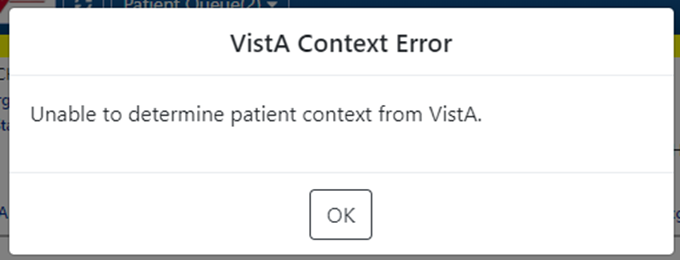 Patient Queue(2)
VistA Context Error
Unable to determine patient context from VistA.
OK